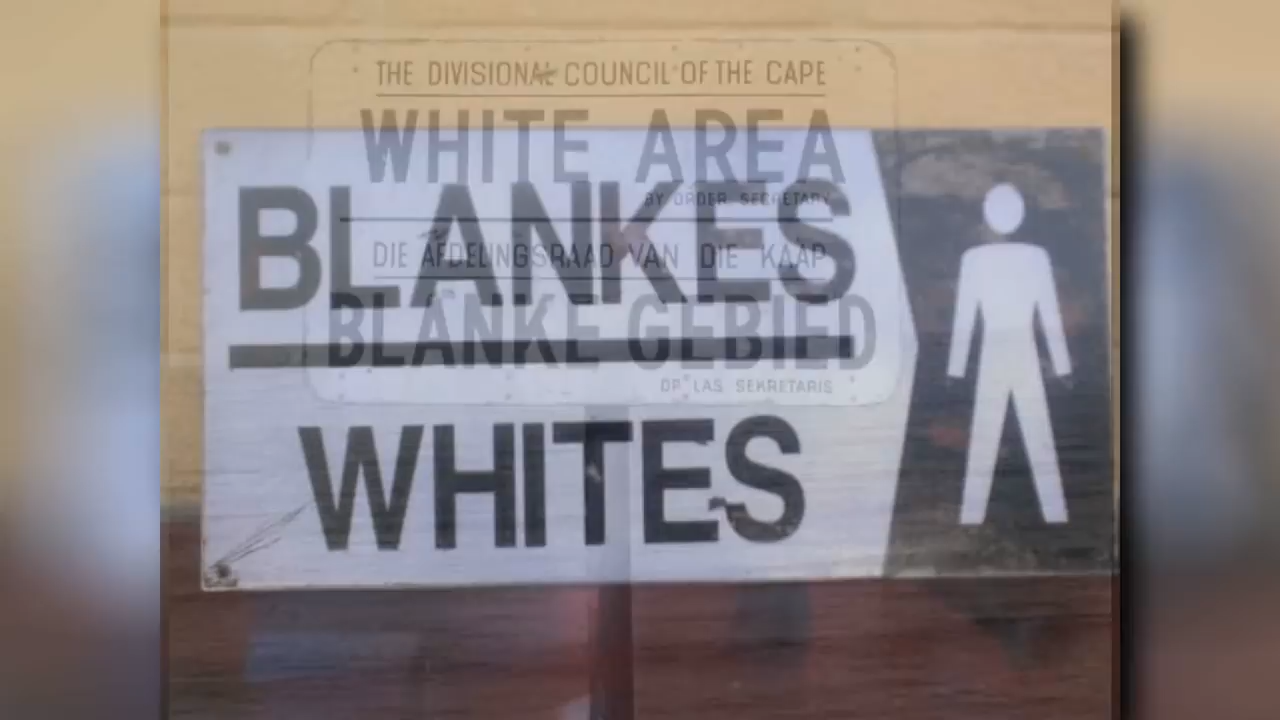 THE DIVISIONAL COUNCIL OF THE CAPE
WHITE AREA
BY ORDER SECRETARY
DIE AFDELINGSRAAD VAN DIE KAAP
BLANKE GEBIED
OP LAS SEKRETARIS
BLANKES
WHITES